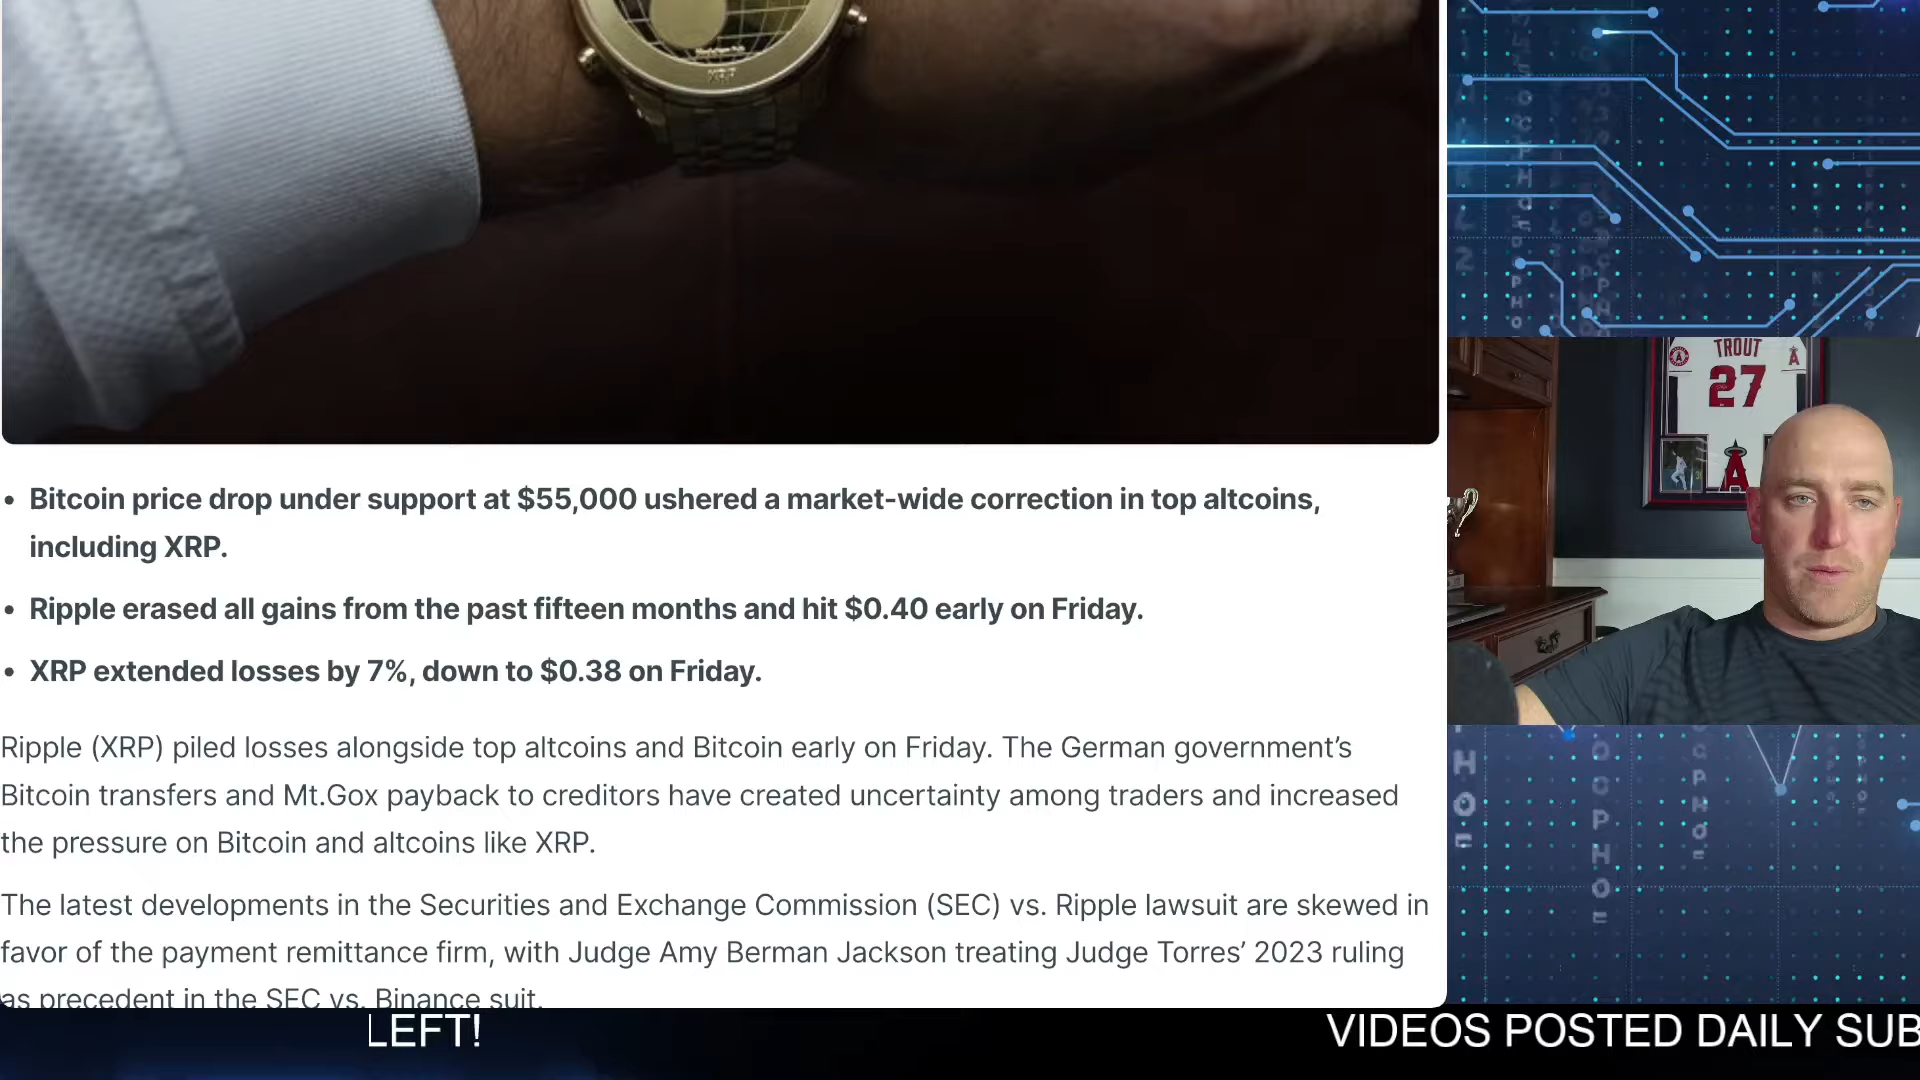 XRP
• Bitcoin price drop under support at $55,000 ushered a market-wide correction in top altcoins,
including XRP.
• Ripple erased all gains from the past fifteen months and hit $0.40 early on Friday.
• XRP extended losses by 7%, down to $0.38 on Friday.
Ripple (XRP) piled losses alongside top altcoins and Bitcoin early on Friday. The German government’s
Bitcoin transfers and Mt.Gox payback to creditors have created uncertainty among traders and increased
the pressure on Bitcoin and altcoins like XRP.
The latest developments in the Securities and Exchange Commission (SEC) vs. Ripple lawsuit are skewed in
favor of the payment remittance firm, with Judge Amy Berman Jackson treating Judge Torres’ 2023 ruling
as precedent in the SEC vs. Binance suit.
TROUT
27
A
LEFT!
VIDEOS POSTED DAILY SUB